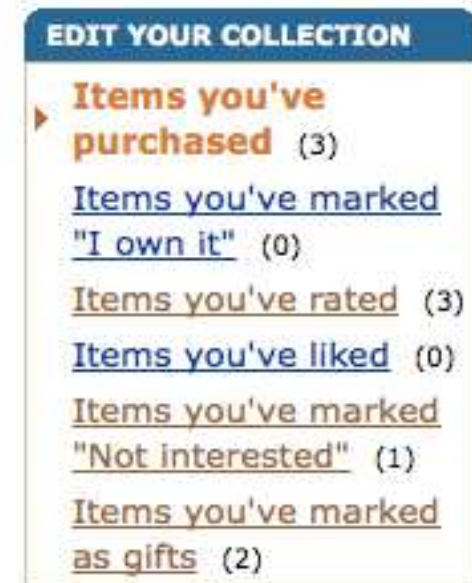 EDIT YOUR COLLECTION
Items you've
purchased (3)
Items you've marked
"I own it" (0)
Items you've rated (3)
Items you've liked (0)
Items you've marked
"Not interested" (1)
Items you've marked
as gifts (2)